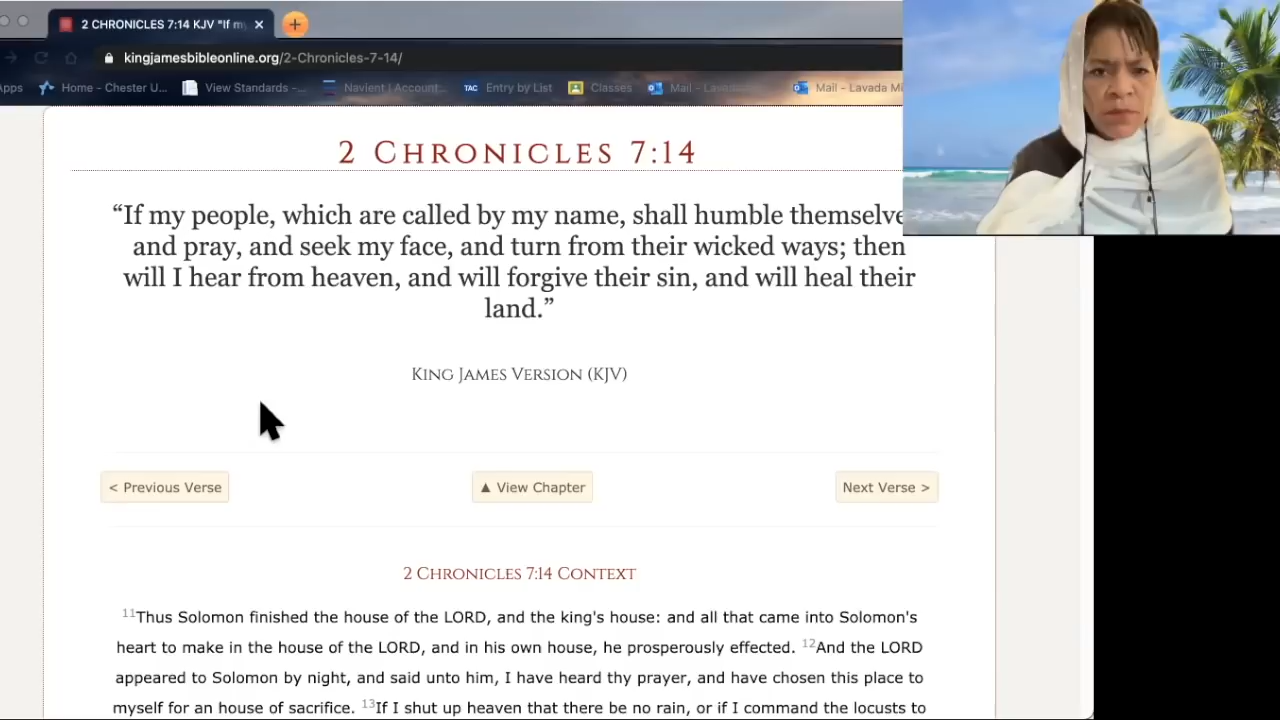 2 CHRONICLES 7:14 KJV "If my
kingjamesbibleonline.org/2-Chronicles-7-14/
Apps Home - Chester U... View Standards -... Navient | Account... TAC Entry by List Classes Mail - Lavada Mail - Lavada Mi
2 CHRONICLES 7:14
“If my people, which are called by my name, shall humble themselve
and pray, and seek my face, and turn from their wicked ways; then
will I hear from heaven, and will forgive their sin, and will heal their
land.”
KING JAMES VERSION (KJV)
< Previous Verse ▲ View Chapter Next Verse >
2 CHRONICLES 7:14 CONTEXT
11Thus Solomon finished the house of the LORD, and the king's house: and all that came into Solomon's
heart to make in the house of the LORD, and in his own house, he prosperously effected. 12And the LORD
appeared to Solomon by night, and said unto him, I have heard thy prayer, and have chosen this place to
myself for an house of sacrifice. 13If I shut up heaven that there be no rain, or if I command the locusts to